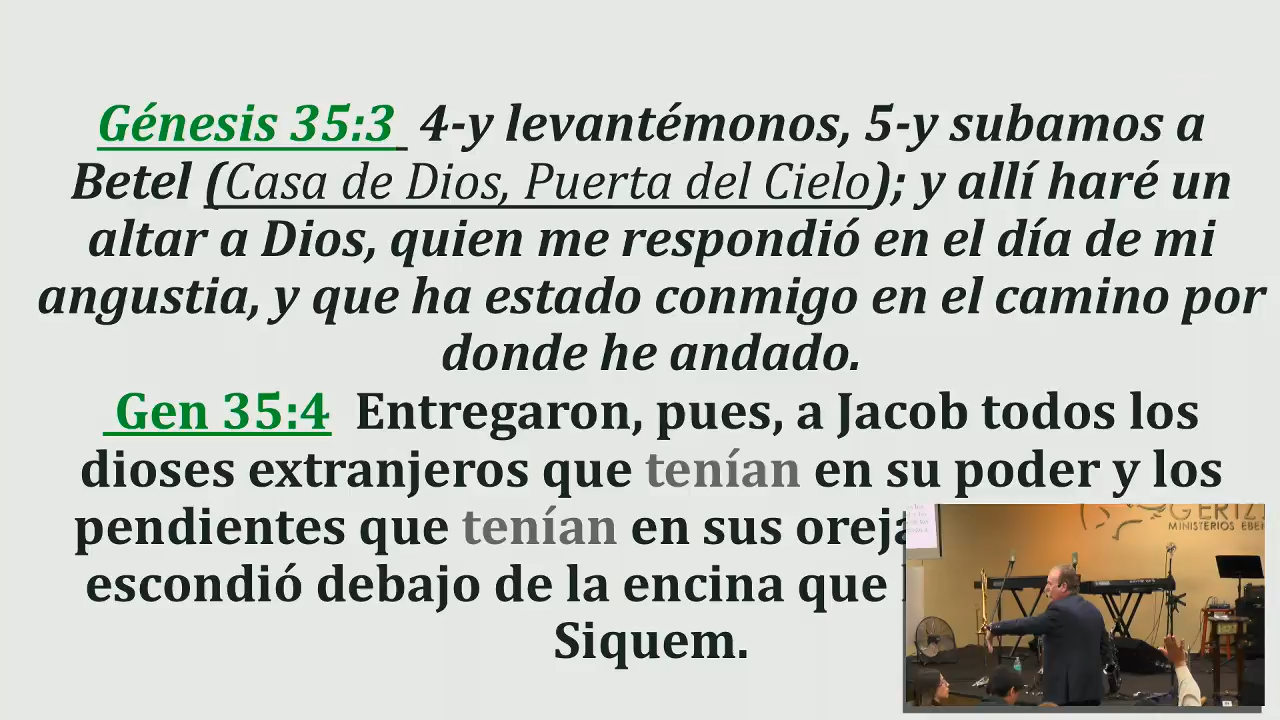 Génesis 35:3 4-y levantémonos, 5-y subamos a
Betel (Casa de Dios, Puerta del Cielo); y allí haré un
altar a Dios, quien me respondió en el día de mi
angustia, y que ha estado conmigo en el camino por
donde he andado.
Gen 35:4 Entregaron, pues, a Jacob todos los
dioses extranjeros que tenían en su poder y los
pendientes que tenían en sus
escondió debajo de la encina que
Siquem.
MINISTERIOS